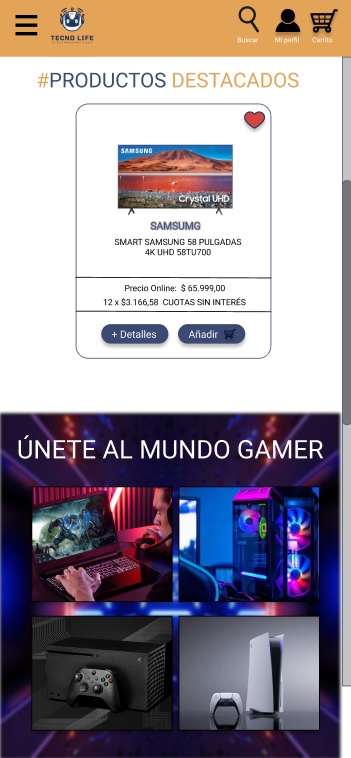 TECNO LIFE
Buscar
Mi perfil
Carrito
#PRODUCTOS DESTACADOS
SAMSUNG
Crystal UHD
SAMSUMG
SMART SAMSUNG 58 PULGADAS
4K UHD 58TU700
Precio Online: $ 65.999,00
12 x $3.166,58 CUOTAS SIN INTERÉS
+ Detalles
Añadir
ÚNETE AL MUNDO GAMER